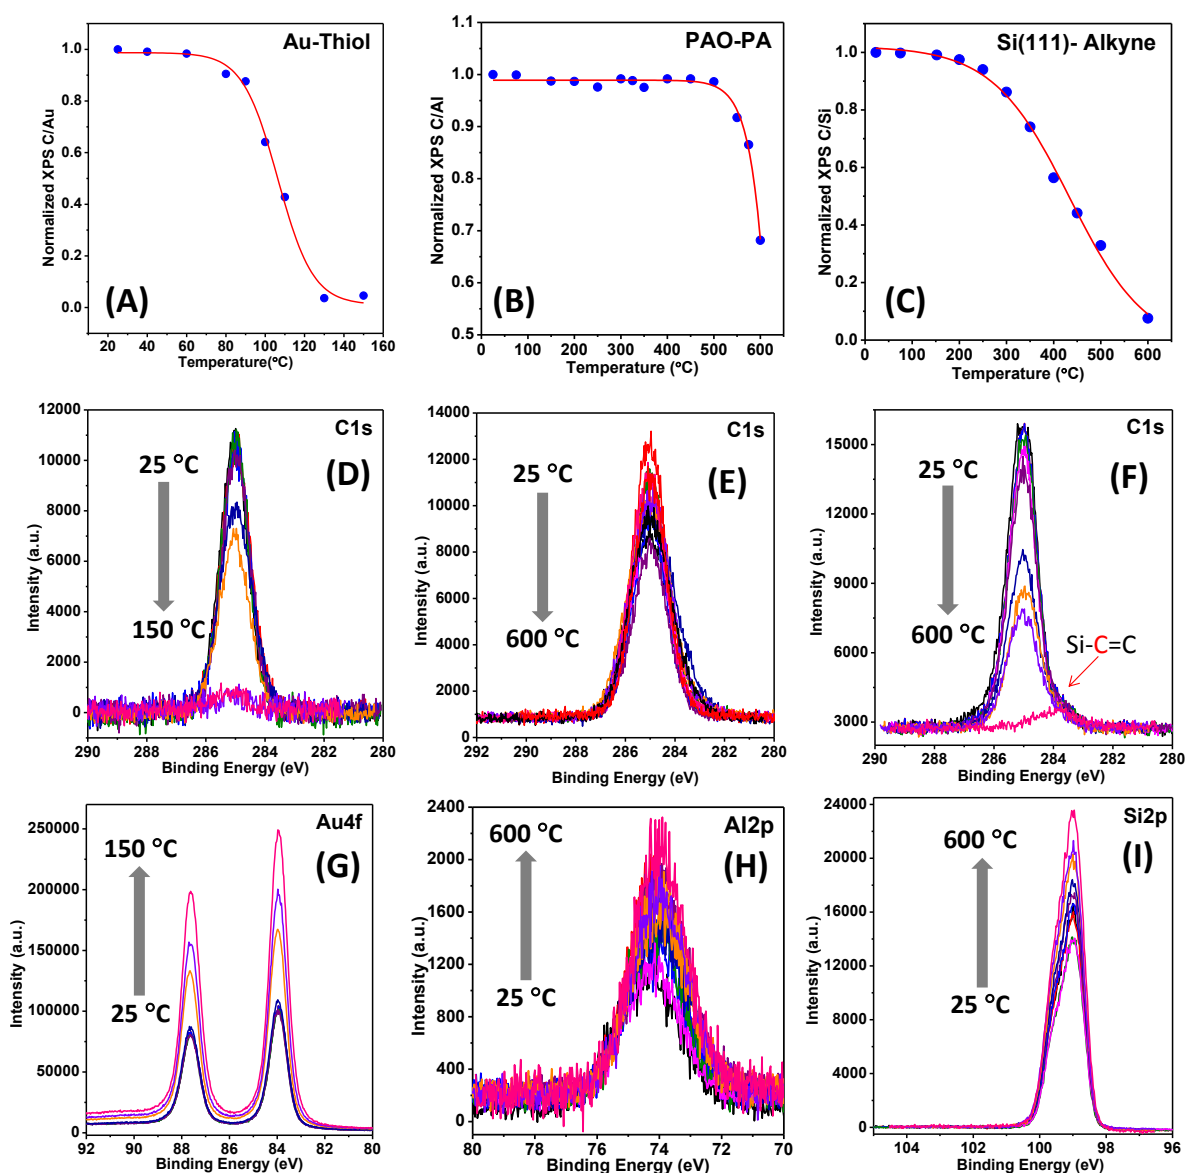 Au-Thiol
Normalized XPS C/Au
1.0
0.8
0.6
0.4
0.2
0.0
(A)
20 40 60 80 100 120 140 160
Temperature(°C)
PAO-PA
Normalized XPS C/Al
1.1
1.0
0.9
0.8
0.7
0.6
0.5
(B)
0 100 200 300 400 500 600
Temperature (°C)
Si(111)- Alkyne
Normalized XPS C/Si
1.0
0.8
0.6
0.4
0.2
0.0
(C)
0 100 200 300 400 500 600
Temperature (°C)
C1s
(D)
25 °C
150 °C
Intensity (a.u.)
12000
10000
8000
6000
4000
2000
0
290 288 286 284 282 280
Binding Energy (eV)
C1s
(E)
25 °C
600 °C
Intensity (a.u.)
14000
12000
10000
8000
6000
4000
2000
0
292 290 288 286 284 282 280
Binding Energy (eV)
C1s
(F)
25 °C
600 °C
Si-C=C
Intensity (a.u.)
15000
12000
9000
6000
3000
290 288 286 284 282 280
Binding Energy (eV)
Au4f
(G)
150 °C
25 °C
Intensity (a.u.)
250000
200000
150000
100000
50000
0
92 90 88 86 84 82 80
Binding Energy (eV)
Al2p
(H)
600 °C
25 °C
Intensity (a.u.)
2400
2000
1600
1200
800
400
0
80 78 76 74 72 70
Binding Energy (eV)
Si2p
(I)
600 °C
25 °C
Intensity (a.u.)
24000
20000
16000
12000
8000
4000
0
104 102 100 98 96
Binding Energy (eV)